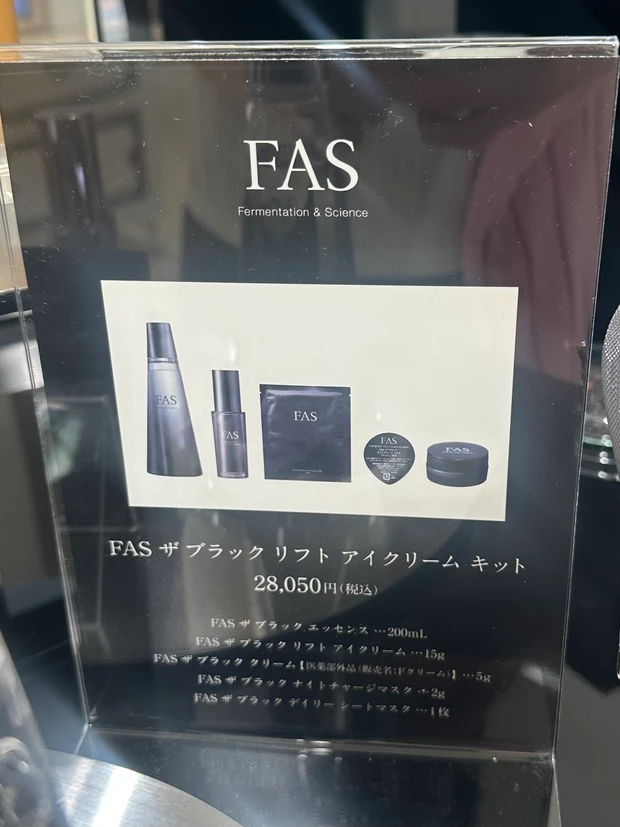 FAS
Fermentation & Science
FAS
FAS
FAS
FAS
FAS
FAS ザ ブラック リフト アイクリーム キット
28,050円(税込)
FAS ザ ブラック エッセンス …200mL
FAS ザ ブラック リフト アイクリーム …15g
FAS ザ ブラック クリーム【医薬部外品(販売名:Fクリーム)】…5g
FAS ザ ブラック ナイトチャージマスク …2g
FAS ザ ブラック デイリー シートマスク …1枚